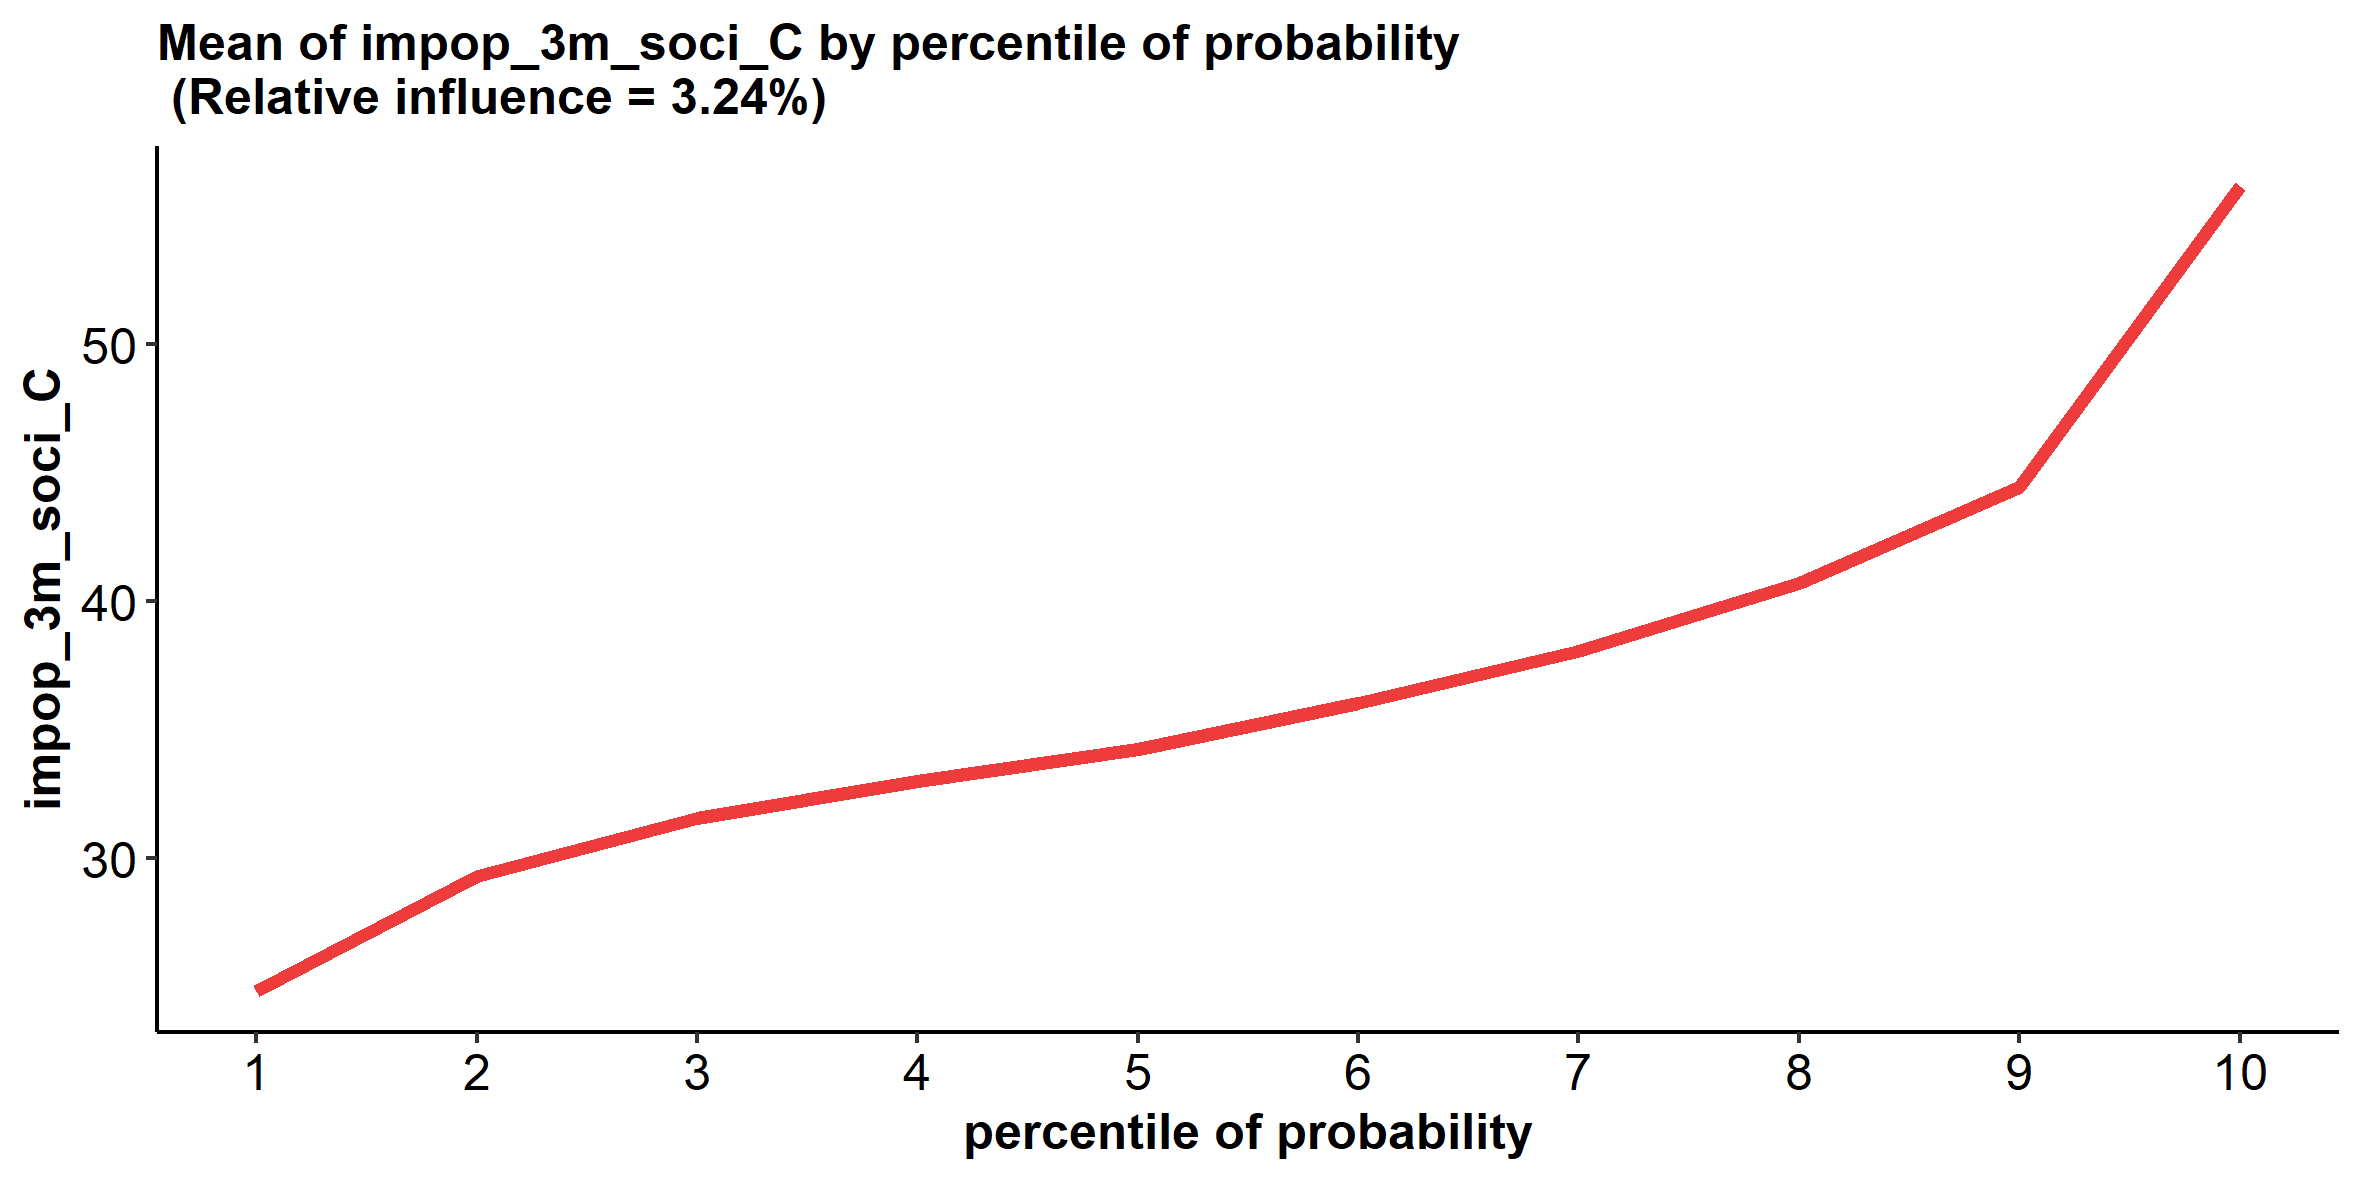 Mean of impop_3m_soci_C by percentile of probability
(Relative influence = 3.24%)
impop_3m_soci_C
50
40
30
1 2 3 4 5 6 7 8 9 10
percentile of probability